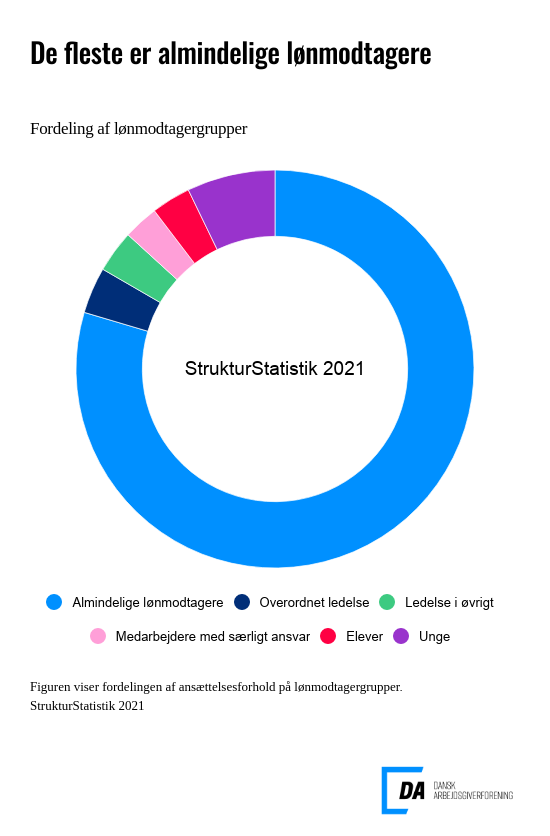 De fleste er almindelige lønmodtagere
Fordeling af lønmodtagergrupper
StrukturStatistik 2021
Almindelige lønmodtagere Overordnet ledelse Ledelse i øvrigt
Medarbejdere med særligt ansvar Elever Unge
Figuren viser fordelingen af ansættelsesforhold på lønmodtagergrupper.
StrukturStatistik 2021
DA DANSK
ARBEJDSGIVERFORENING